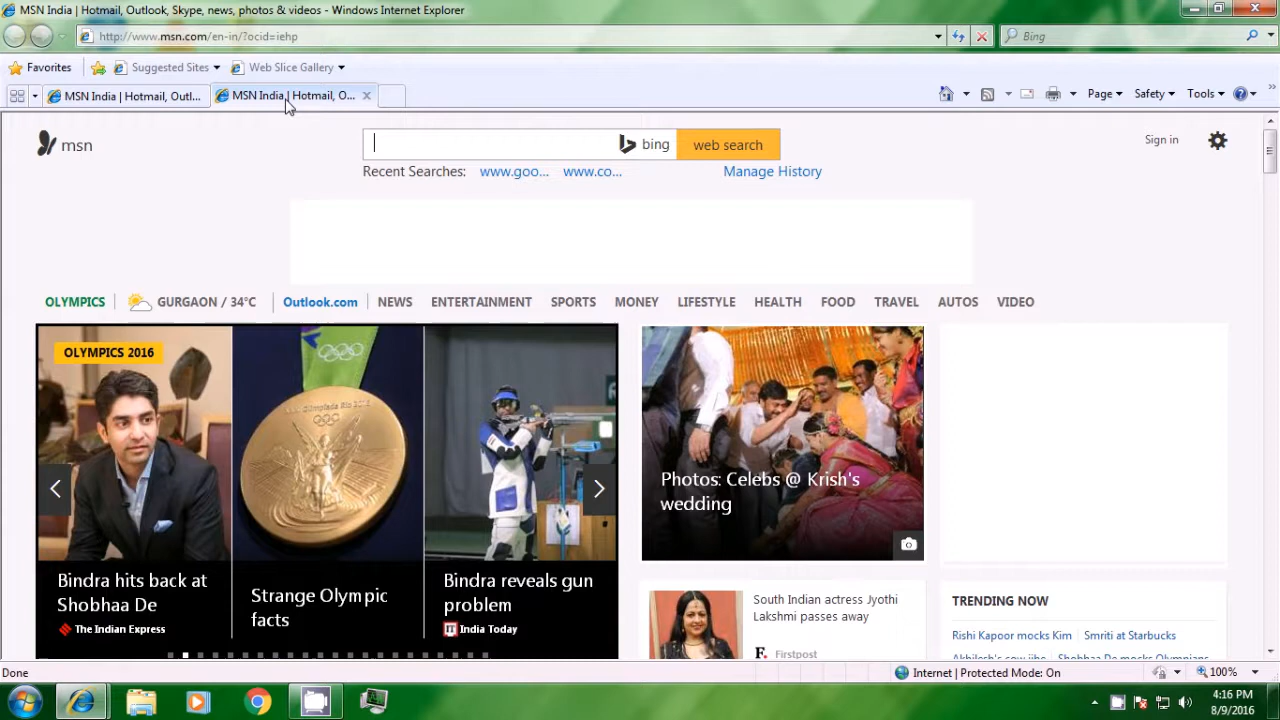 MSN India | Hotmail, Outlook, Skype, news, photos & videos - Windows Internet Explorer
http://www.msn.com/en-in/?ocid=iehp
Bing
Favorites
Suggested Sites
Web Slice Gallery
MSN India | Hotmail, Outl...
MSN India | Hotmail, O...
Page
Safety
Tools
msn
bing
web search
Sign in
Recent Searches:
www.goo...
www.co...
Manage History
OLYMPICS
GURGAON / 34°C
Outlook.com
NEWS
ENTERTAINMENT
SPORTS
MONEY
LIFESTYLE
HEALTH
FOOD
TRAVEL
AUTOS
VIDEO
OLYMPICS 2016
Bindra hits back at
Shobhaa De
The Indian Express
Strange Olympic
facts
Bindra reveals gun
problem
India Today
Photos: Celebs @ Krish's
wedding
South Indian actress Jyothi
Lakshmi passes away
Firstpost
TRENDING NOW
Rishi Kapoor mocks Kim
Smriti at Starbucks
Shobhaa De mocks Olympians
Done
Internet | Protected Mode: On
100%
4:16 PM
8/9/2016